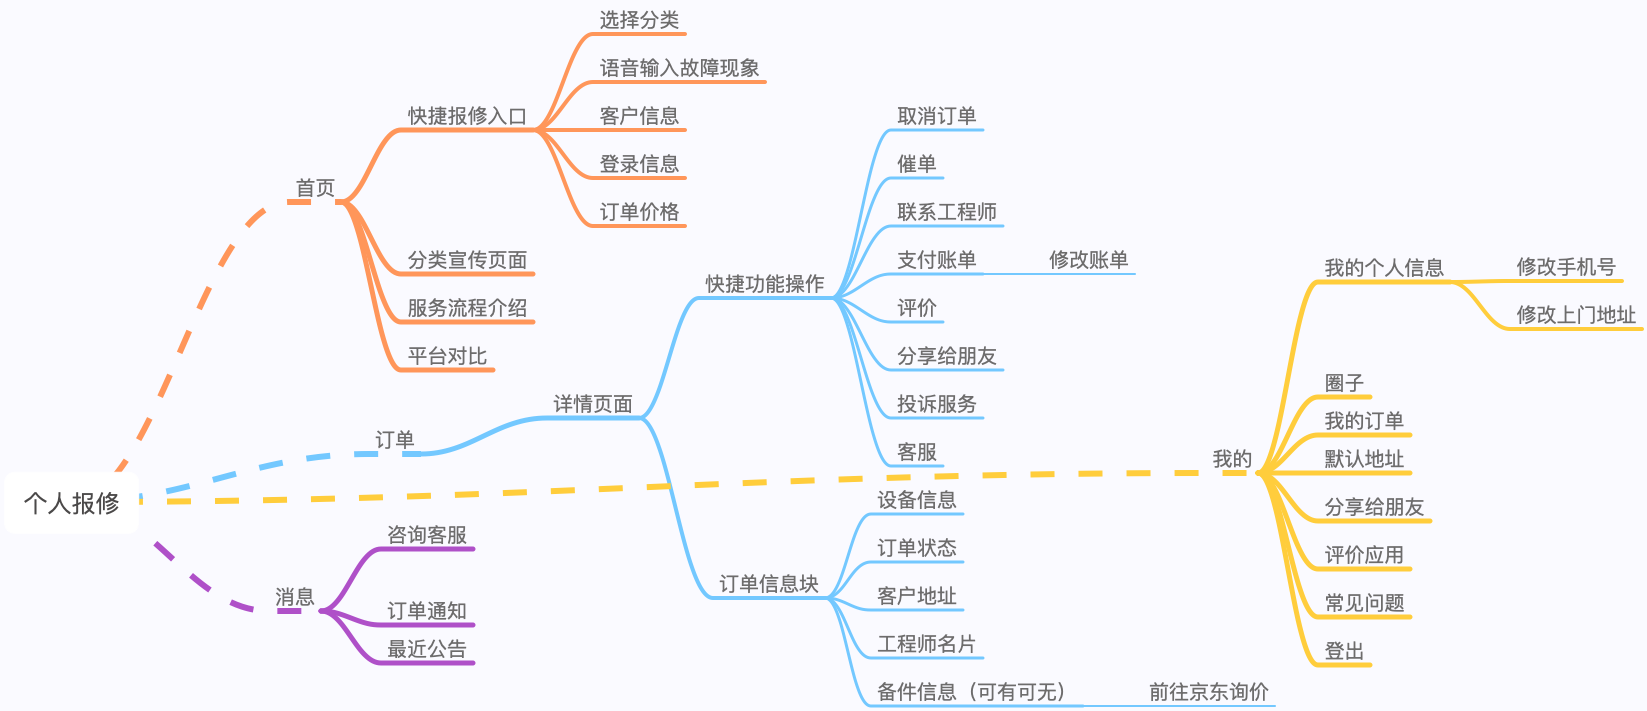 个人报修
首页
快捷报修入口
选择分类
语音输入故障现象
客户信息
登录信息
订单价格
分类宣传页面
服务流程介绍
平台对比
订单
详情页面
快捷功能操作
取消订单
催单
联系工程师
支付账单
修改账单
评价
分享给朋友
投诉服务
客服
订单信息块
设备信息
订单状态
客户地址
工程师名片
备件信息（可有可无）
前往京东询价
我的
我的个人信息
修改手机号
修改上门地址
圈子
我的订单
默认地址
分享给朋友
评价应用
常见问题
登出
消息
咨询客服
订单通知
最近公告